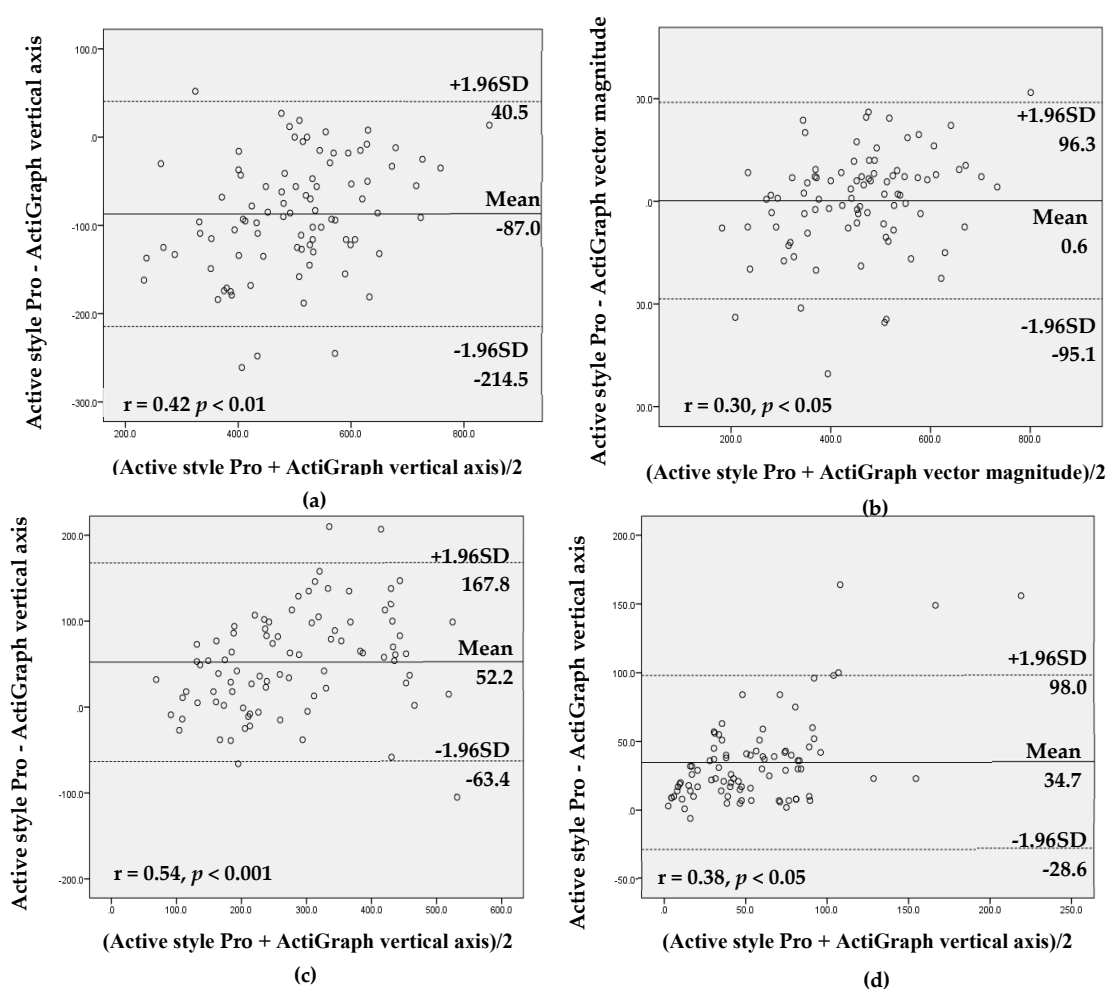 Active style Pro - ActiGraph vertical axis
100.0
.0
-100.0
-200.0
-300.0
+1.96SD
40.5
Mean
-87.0
-1.96SD
-214.5
r = 0.42 p < 0.01
200.0
400.0
600.0
800.0
(Active style Pro + ActiGraph vertical axis)/2
(a)
Active style Pro - ActiGraph vector magnitude
00.0
.0
00.0
00.0
+1.96SD
96.3
Mean
0.6
-1.96SD
-95.1
r = 0.30, p < 0.05
200.0
400.0
600.0
800.0
(Active style Pro + ActiGraph vector magnitude)/2
(b)
Active style Pro - ActiGraph vertical axis
200.0
100.0
.0
-100.0
-200.0
+1.96SD
167.8
Mean
52.2
-1.96SD
-63.4
r = 0.54, p < 0.001
.0
100.0
200.0
300.0
400.0
500.0
600.0
(Active style Pro + ActiGraph vertical axis)/2
(c)
Active style Pro - ActiGraph vertical axis
200.0
150.0
100.0
50.0
.0
-50.0
+1.96SD
98.0
Mean
34.7
-1.96SD
-28.6
r = 0.38, p < 0.05
.0
50.0
100.0
150.0
200.0
250.0
(Active style Pro + ActiGraph vertical axis)/2
(d)